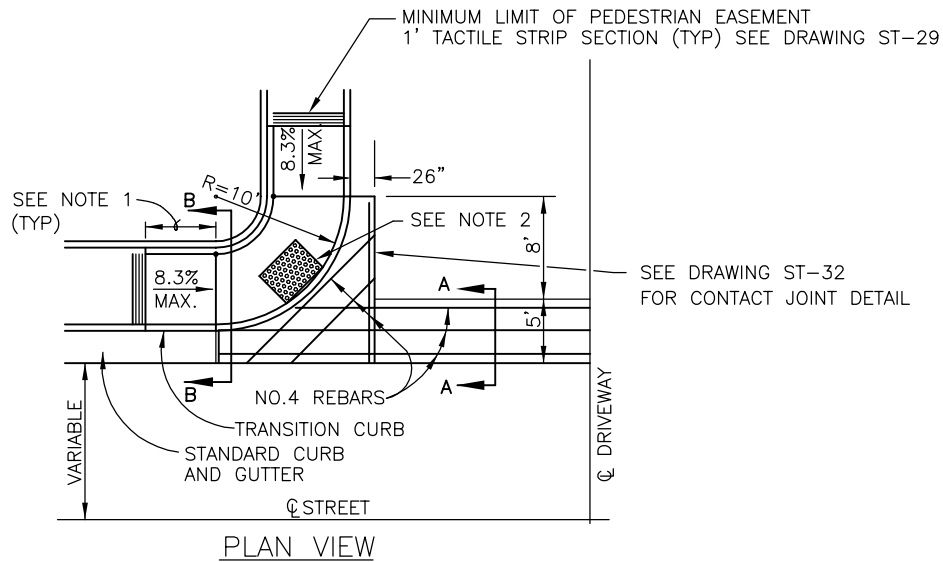 MINIMUM LIMIT OF PEDESTRIAN EASEMENT
1' TACTILE STRIP SECTION (TYP) SEE DRAWING ST-29
8.3%
MAX.
26"
R=10'
SEE NOTE 1
(TYP)
B
SEE NOTE 2
8'
SEE DRAWING ST-32
FOR CONTACT JOINT DETAIL
8.3%
MAX.
A
5'
A
B
NO.4 REBARS
TRANSITION CURB
STANDARD CURB
AND GUTTER
VARIABLE
℄ DRIVEWAY
℄ STREET
PLAN VIEW